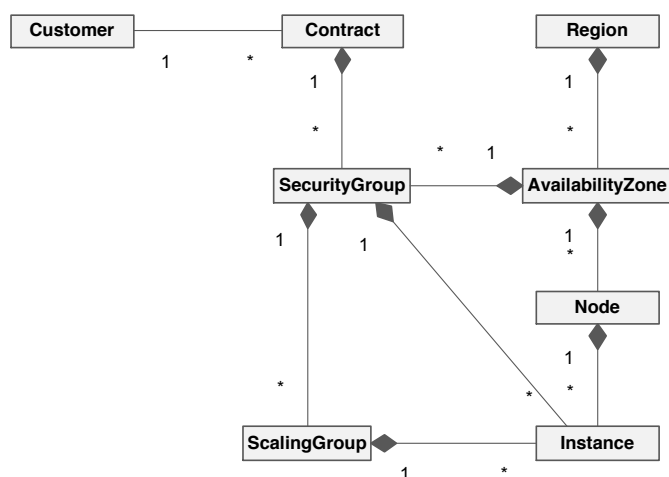 Customer
Contract
Region
1
*
1
1
*
*
*
1
SecurityGroup
AvailabilityZone
1
1
1
*
Node
1
*
*
*
ScalingGroup
Instance
1
*